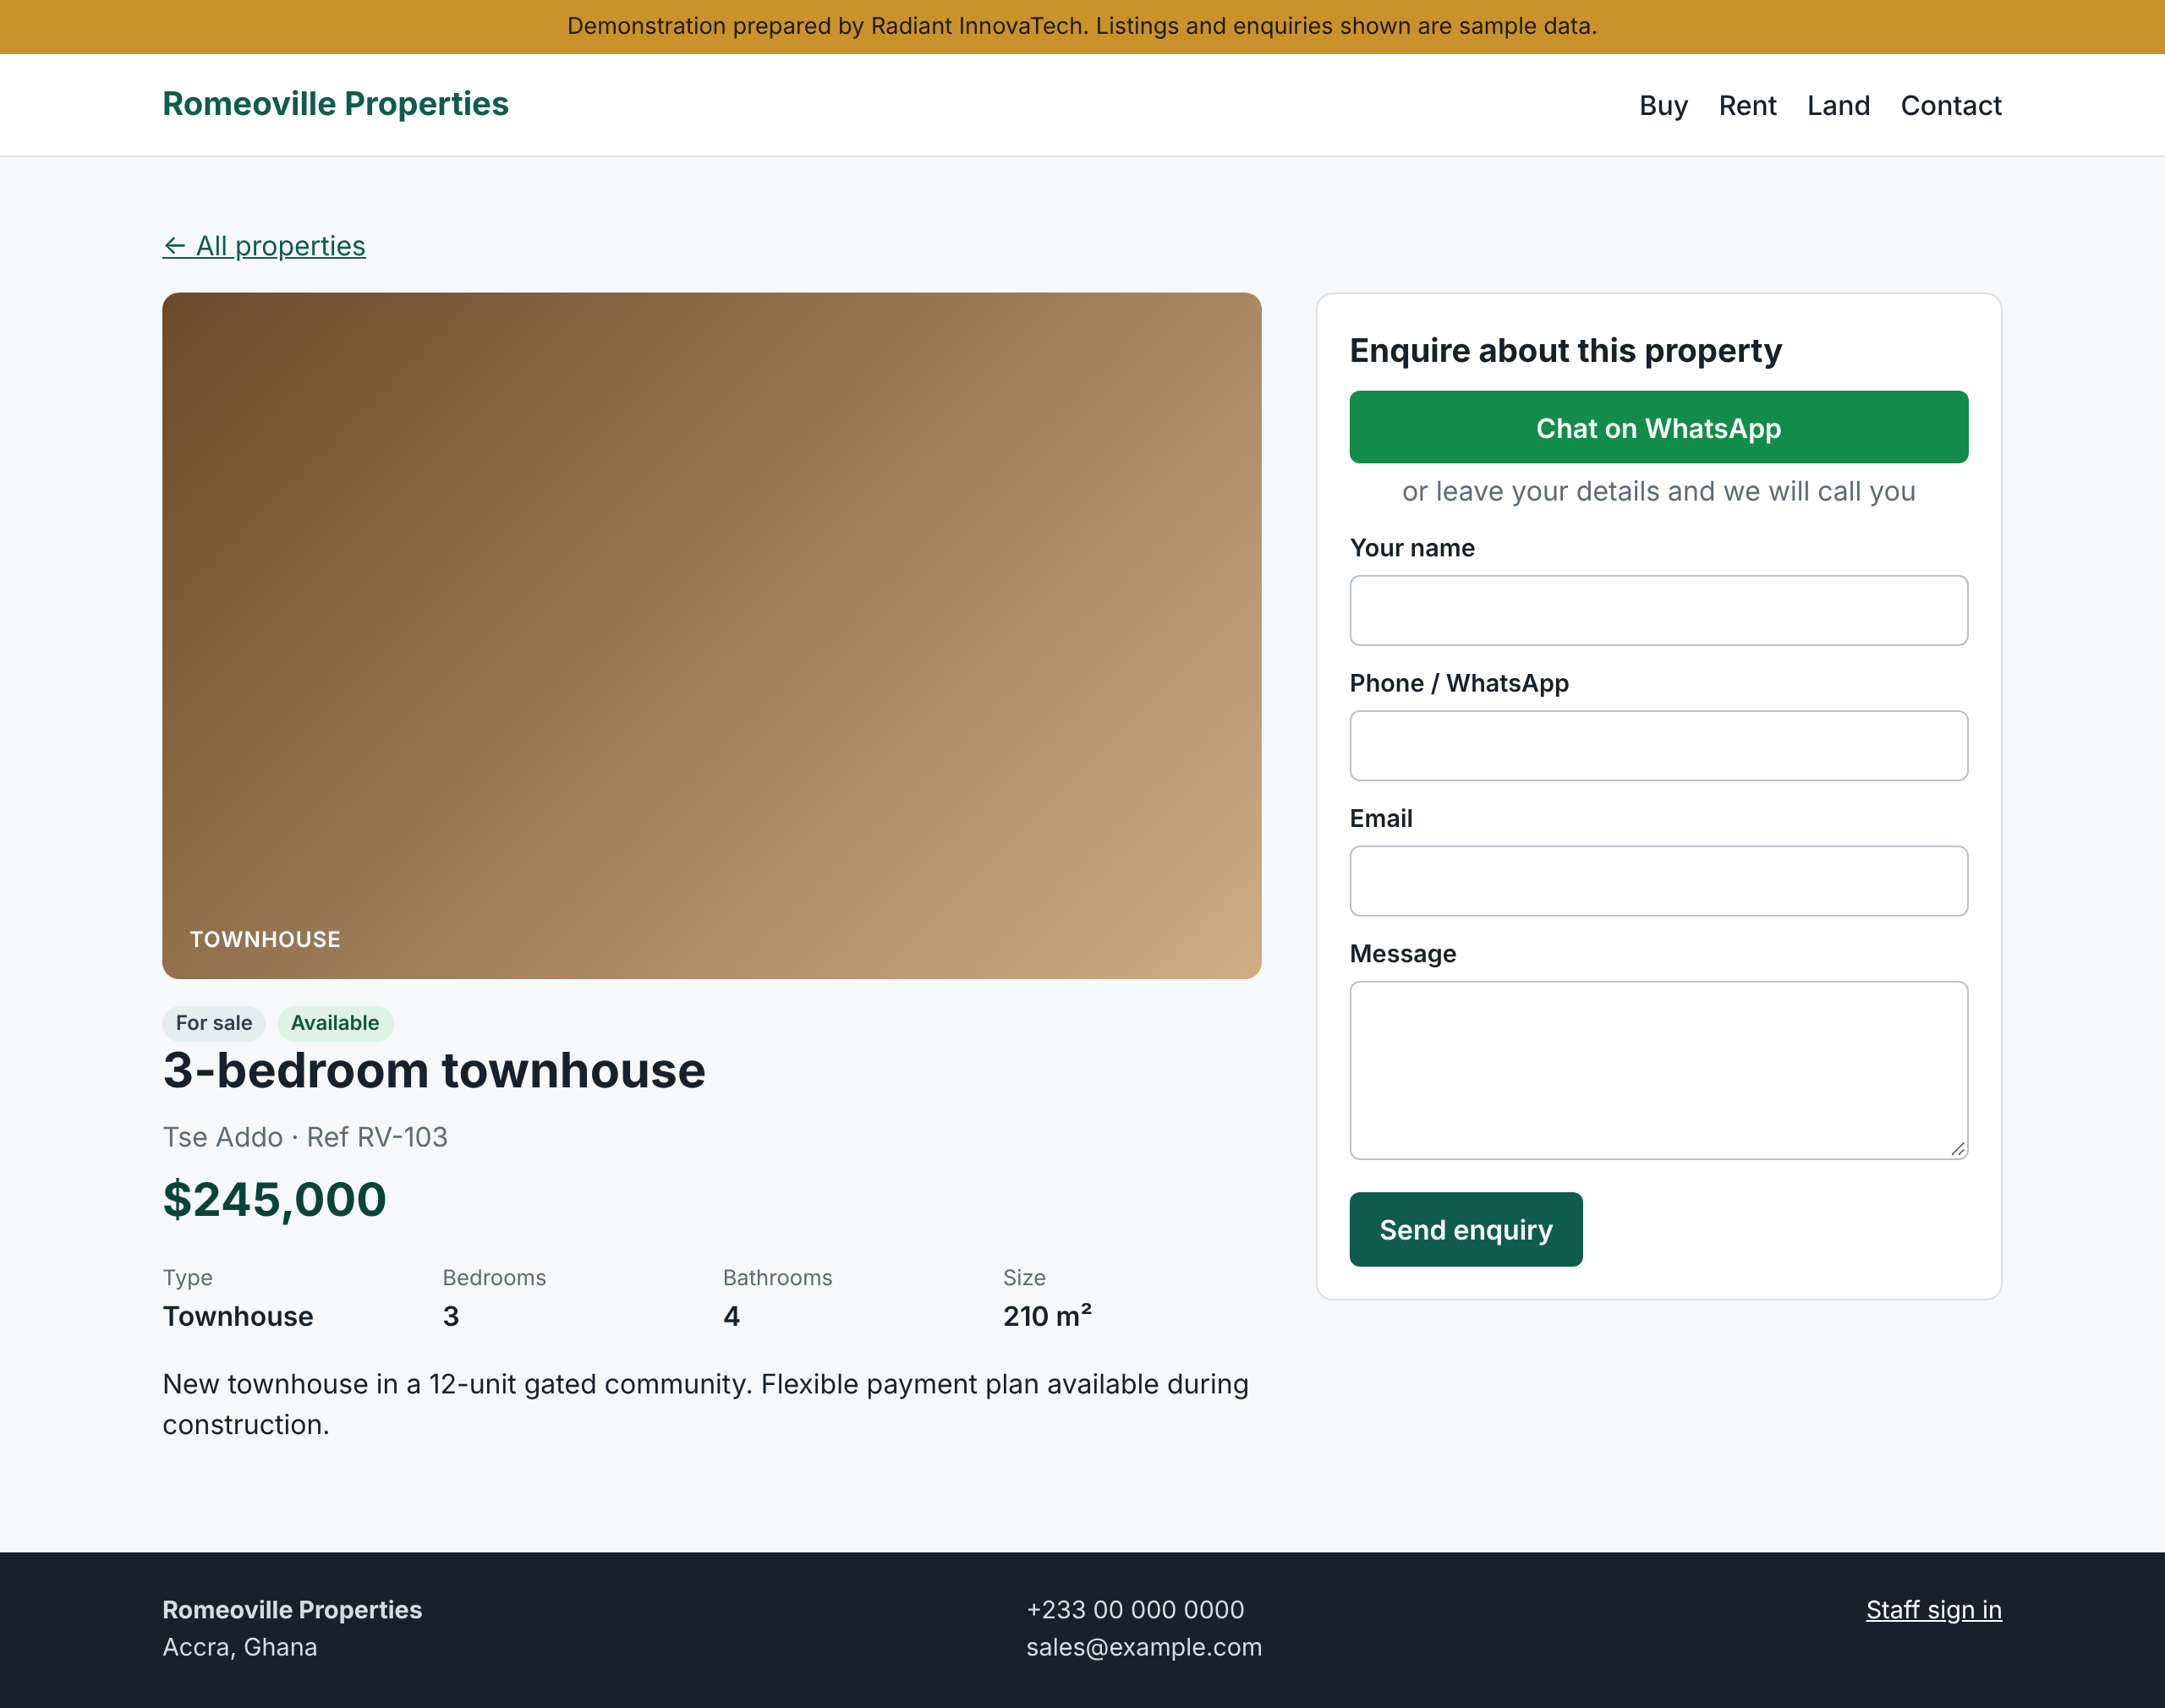 Demonstration prepared by Radiant InnovaTech. Listings and enquiries shown are sample data.
Romeoville Properties
Buy Rent Land Contact
← All properties
TOWNHOUSE
For sale Available
3-bedroom townhouse
Tse Addo · Ref RV-103
$245,000
Type Bedrooms Bathrooms Size
Townhouse 3 4 210 m²
New townhouse in a 12-unit gated community. Flexible payment plan available during
construction.
Enquire about this property
Chat on WhatsApp
or leave your details and we will call you
Your name
Phone / WhatsApp
Email
Message
Send enquiry
Romeoville Properties
Accra, Ghana
+233 00 000 0000
sales@example.com
Staff sign in